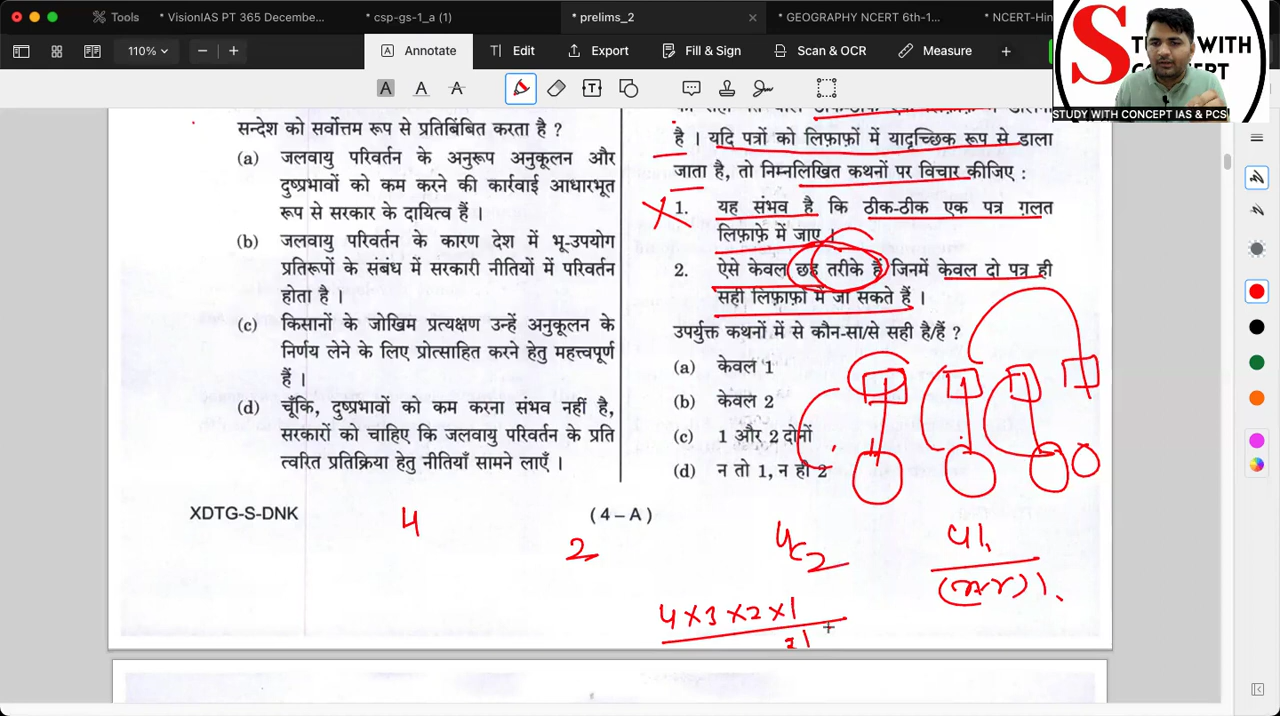 Tools
* VisionIAS PT 365 Decembe...
* csp-gs-1_a (1)
* prelims_2
* GEOGRAPHY NCERT 6th-1...
* NCERT-Hin
110%
Annotate
Edit
Export
Fill & Sign
Scan & OCR
Measure
STUDY WITH CONCEPT
STUDY WITH CONCEPT IAS & PCS
सन्देश को सर्वोत्तम रूप से प्रतिबिंबित करता है ?
(a) जलवायु परिवर्तन के अनुरूप अनुकूलन और
दुष्प्रभावों को कम करने की कार्रवाई आधारभूत
रूप से सरकार के दायित्व हैं ।
(b) जलवायु परिवर्तन के कारण देश में भू-उपयोग
प्रतिरूपों के संबंध में सरकारी नीतियों में परिवर्तन
होता है ।
(c) किसानों के जोखिम प्रत्यक्षण उन्हें अनुकूलन के
निर्णय लेने के लिए प्रोत्साहित करने हेतु महत्त्वपूर्ण
हैं ।
(d) चूँकि, दुष्प्रभावों को कम करना संभव नहीं है,
सरकारों को चाहिए कि जलवायु परिवर्तन के प्रति
त्वरित प्रतिक्रिया हेतु नीतियाँ सामने लाएँ ।
XDTG-S-DNK
( 4 – A )
है । यदि पत्रों को लिफ़ाफ़ों में यादृच्छिक रूप से डाला
जाता है, तो निम्नलिखित कथनों पर विचार कीजिए :
1. यह संभव है कि ठीक-ठीक एक पत्र ग़लत
लिफ़ाफ़े में जाए ।
2. ऐसे केवल छह तरीके हैं जिनमें केवल दो पत्र ही
सही लिफ़ाफ़ों में जा सकते हैं ।
उपर्युक्त कथनों में से कौन-सा/से सही है/हैं ?
(a) केवल 1
(b) केवल 2
(c) 1 और 2 दोनों
(d) न तो 1, न ही 2
4
2
4c2
4!
4×3×2×1
2!